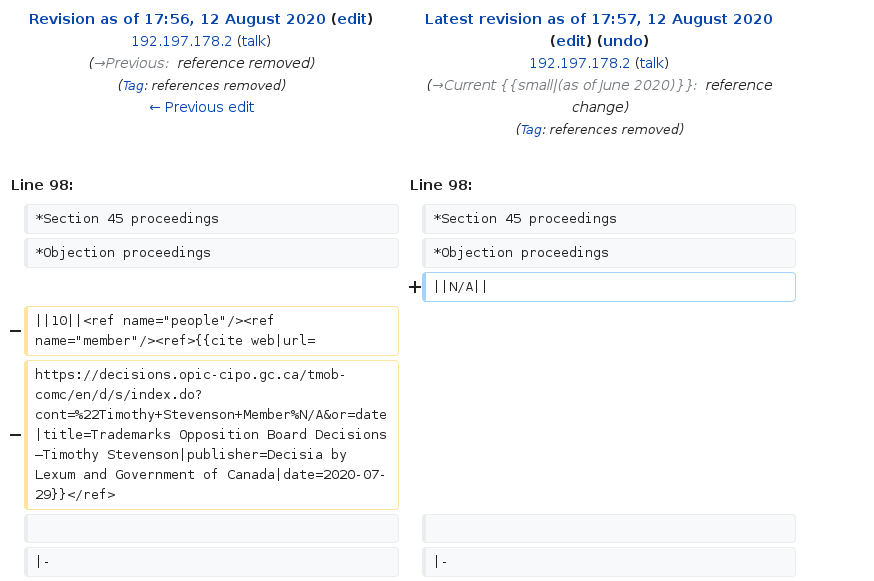 Revision as of 17:56, 12 August 2020 (edit)
192.197.178.2 (talk)
(→Previous: reference removed)
(Tag: references removed)
← Previous edit
Latest revision as of 17:57, 12 August 2020
(edit) (undo)
192.197.178.2 (talk)
(→Current {{small|(as of June 2020)}}: reference
change)
(Tag: references removed)
Line 98:
Line 98:
*Section 45 proceedings
*Section 45 proceedings
*Objection proceedings
*Objection proceedings
+ ||N/A||
− ||10||<ref name="people"/><ref
name="member"/><ref>{{cite web|url=
− https://decisions.opic-cipo.gc.ca/tmob-
comc/en/d/s/index.do?
cont=%22Timothy+Stevenson+Member%N/A&or=date
|title=Trademarks Opposition Board Decisions
–Timothy Stevenson|publisher=Decisia by
Lexum and Government of Canada|date=2020-07-
29}}</ref>
|-
|-